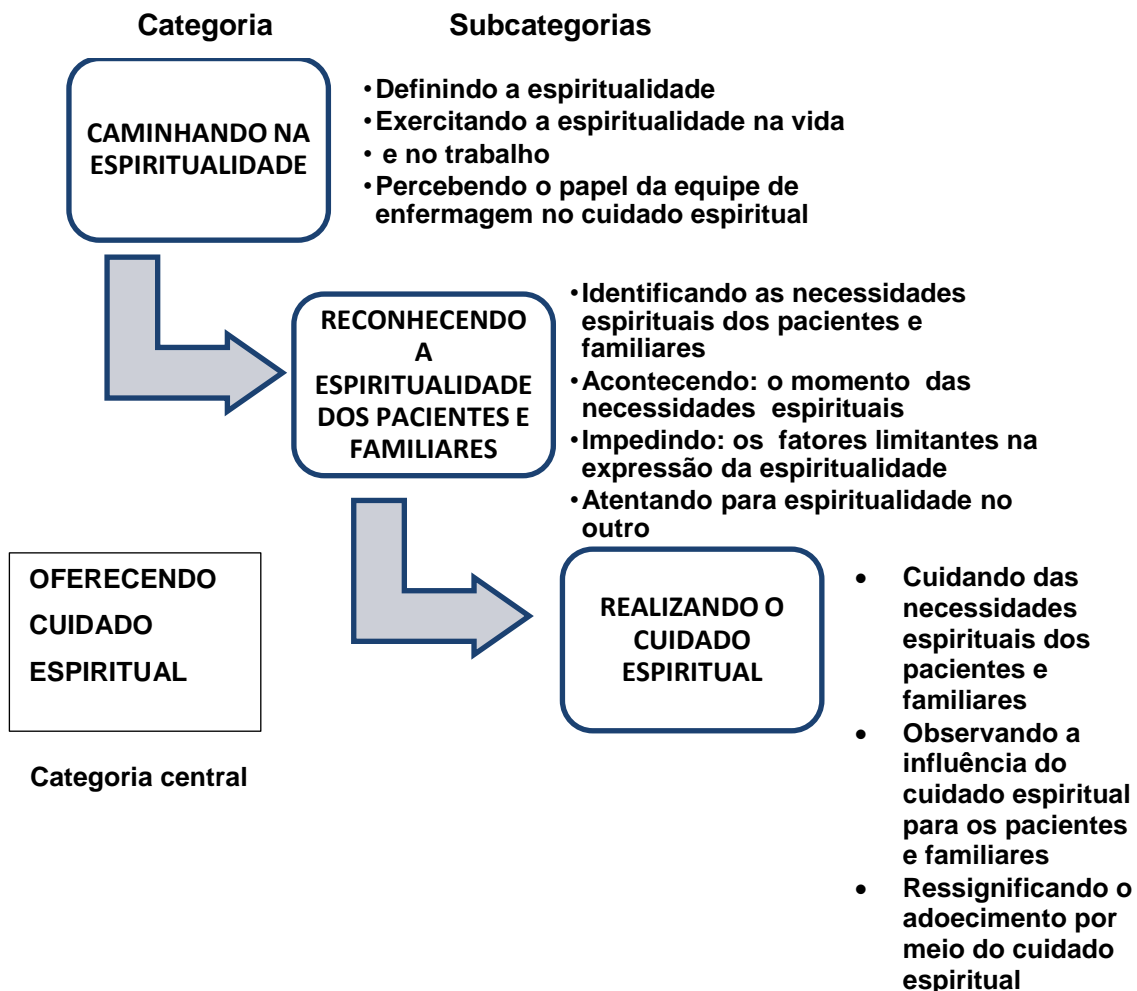 Categoria
Subcategorias
CAMINHANDO NA
ESPIRITUALIDADE
•Definindo a espiritualidade
•Exercitando a espiritualidade na vida
• e no trabalho
•Percebendo o papel da equipe de
enfermagem no cuidado espiritual
RECONHECENDO
A
ESPIRITUALIDADE
DOS PACIENTES E
FAMILIARES
•Identificando as necessidades
espirituais dos pacientes e
familiares
•Acontecendo: o momento das
necessidades espirituais
•Impedindo: os fatores limitantes na
expressão da espiritualidade
•Atentando para espiritualidade no
outro
OFERECENDO
CUIDADO
ESPIRITUAL
Categoria central
REALIZANDO O
CUIDADO
ESPIRITUAL
• Cuidando das
necessidades
espirituais dos
pacientes e
familiares
• Observando a
influência do
cuidado espiritual
para os pacientes
e familiares
• Ressignificando o
adoecimento por
meio do cuidado
espiritual